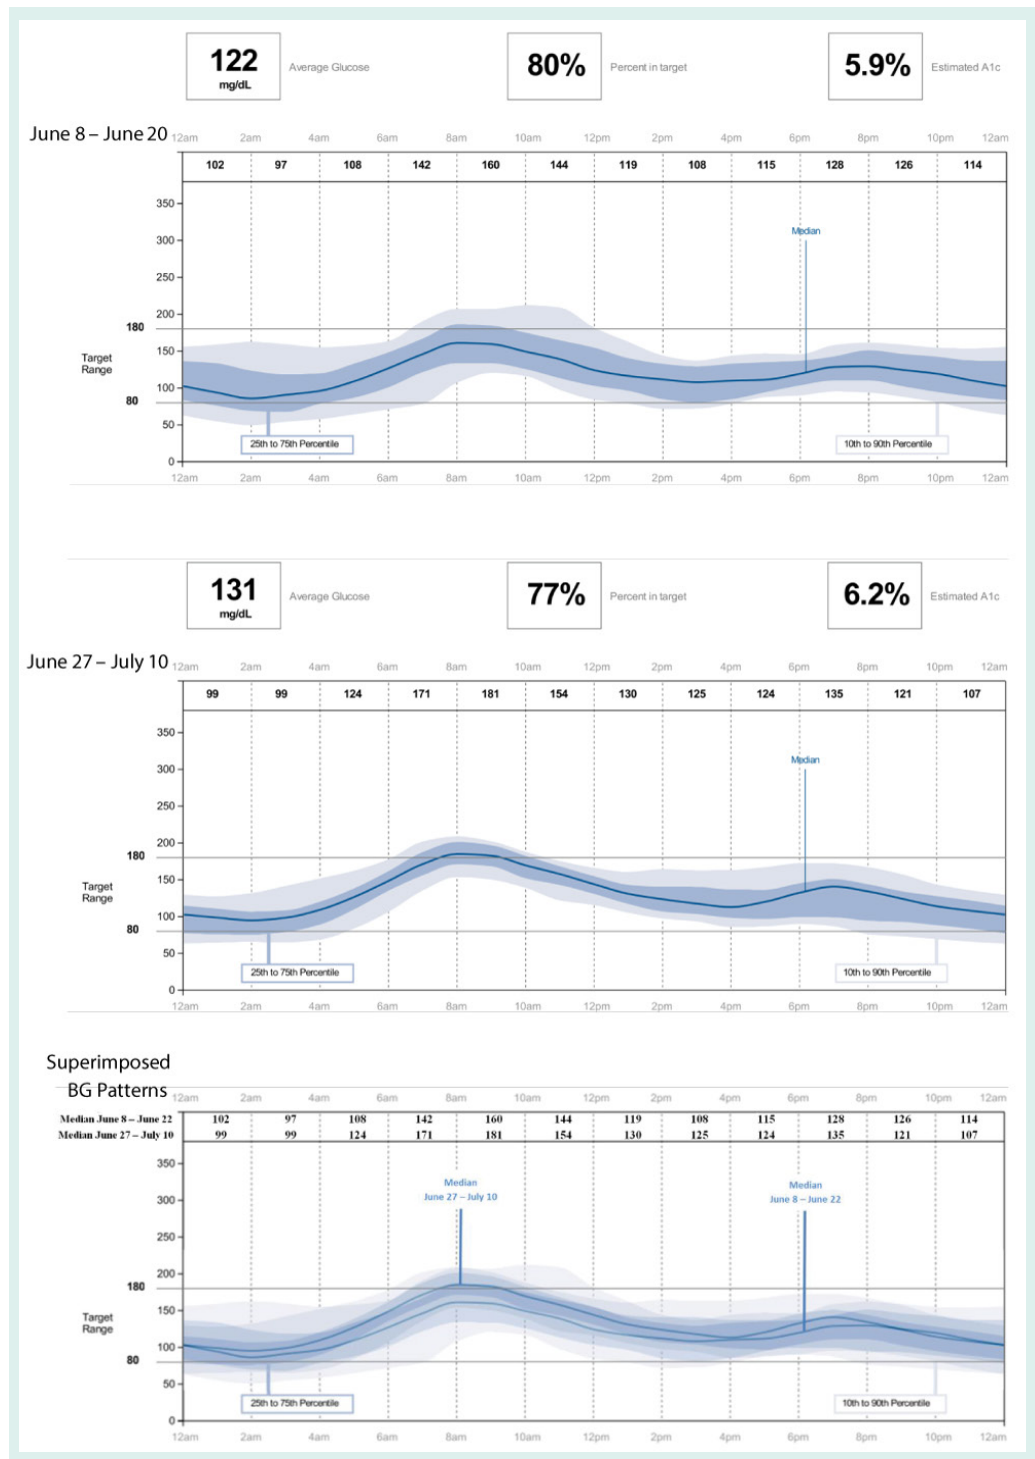 122 mg/dL Average Glucose 80% Percent in target 5.9% Estimated A1c
June 8 – June 20
12am 2am 4am 6am 8am 10am 12pm 2pm 4pm 6pm 8pm 10pm 12am
102 97 108 142 160 144 119 108 115 128 126 114
350
300
Median
250
200
180
150
Target
Range
100
80
50
25th to 75th Percentile 10th to 90th Percentile
0
12am 2am 4am 6am 8am 10am 12pm 2pm 4pm 6pm 8pm 10pm 12am
131 mg/dL Average Glucose 77% Percent in target 6.2% Estimated A1c
June 27 – July 10
12am 2am 4am 6am 8am 10am 12pm 2pm 4pm 6pm 8pm 10pm 12am
99 99 124 171 181 154 130 125 124 135 121 107
350
300
Median
250
200
180
150
Target
Range
100
80
50
25th to 75th Percentile 10th to 90th Percentile
0
12am 2am 4am 6am 8am 10am 12pm 2pm 4pm 6pm 8pm 10pm 12am
Superimposed
BG Patterns
12am 2am 4am 6am 8am 10am 12pm 2pm 4pm 6pm 8pm 10pm 12am
Median June 8 – June 22 102 97 108 142 160 144 119 108 115 128 126 114
Median June 27 – July 10 99 99 124 171 181 154 130 125 124 135 121 107
350
Median
June 27 – July 10
Median
June 8 – June 22
300
250
200
180
150
Target
Range
100
80
50
25th to 75th Percentile 10th to 90th Percentile
0
12am 2am 4am 6am 8am 10am 12pm 2pm 4pm 6pm 8pm 10pm 12am